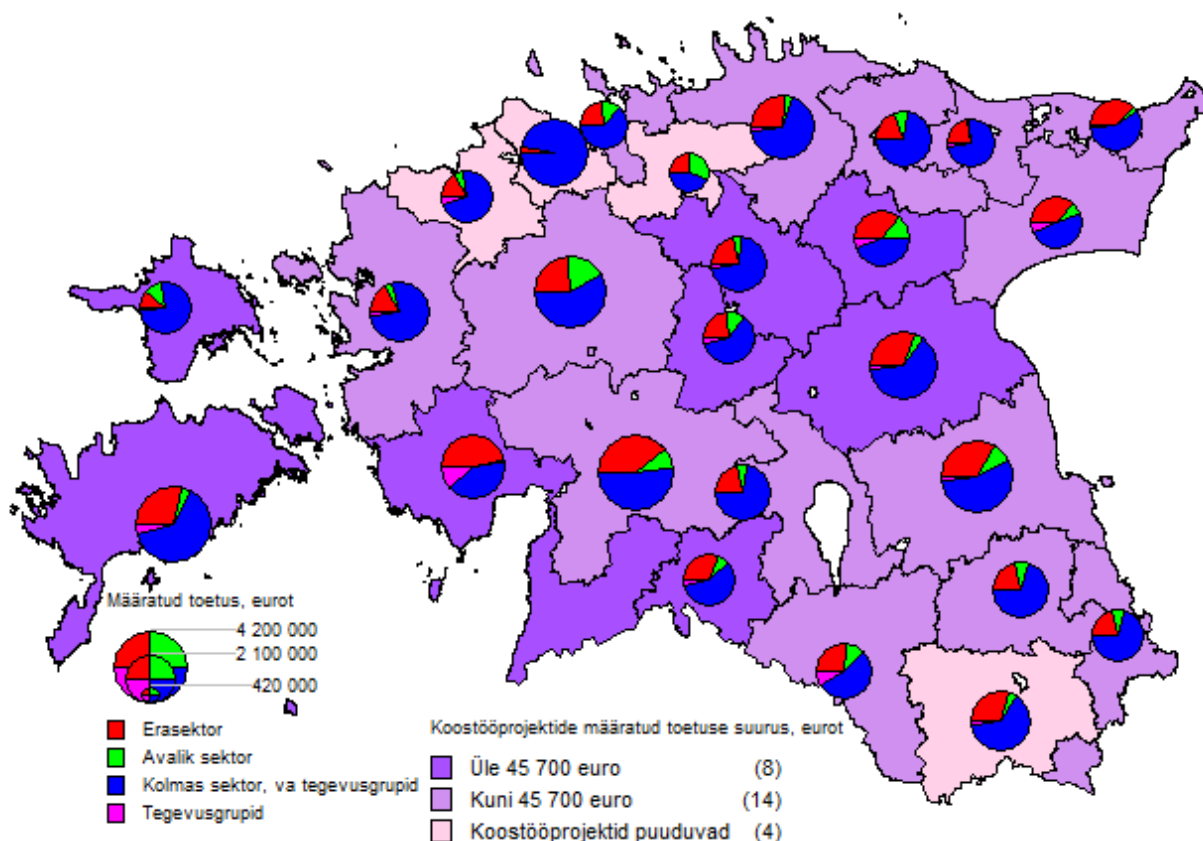 Määratud toetus, eurot
4 200 000
2 100 000
420 000
Erasektor
Avalik sektor
Kolmas sektor, va tegevusgrupid
Tegevusgrupid
Koostööprojektide määratud toetuse suurus, eurot
Üle 45 700 euro (8)
Kuni 45 700 euro (14)
Koostööprojektid puuduvad (4)